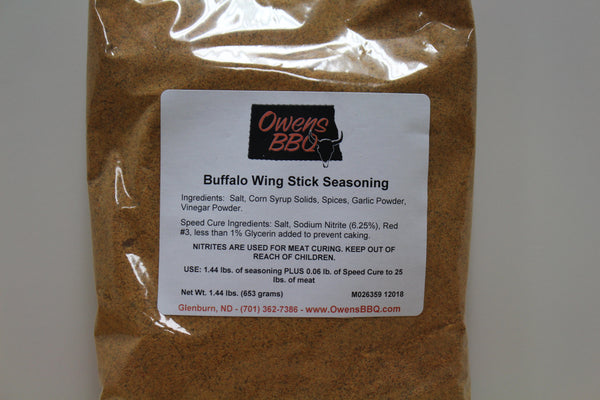 Owens
BBQ
Buffalo Wing Stick Seasoning
Ingredients: Salt, Corn Syrup Solids, Spices, Garlic Powder,
Vinegar Powder.
Speed Cure Ingredients: Salt, Sodium Nitrite (6.25%), Red
#3, less than 1% Glycerin added to prevent caking.
NITRITES ARE USED FOR MEAT CURING. KEEP OUT OF
REACH OF CHILDREN.
USE: 1.44 lbs. of seasoning PLUS 0.06 lb. of Speed Cure to 25
lbs. of meat
Net Wt. 1.44 lbs. (653 grams) M026359 12018
Glenburn, ND - (701) 362-7386 - www.OwensBBQ.com